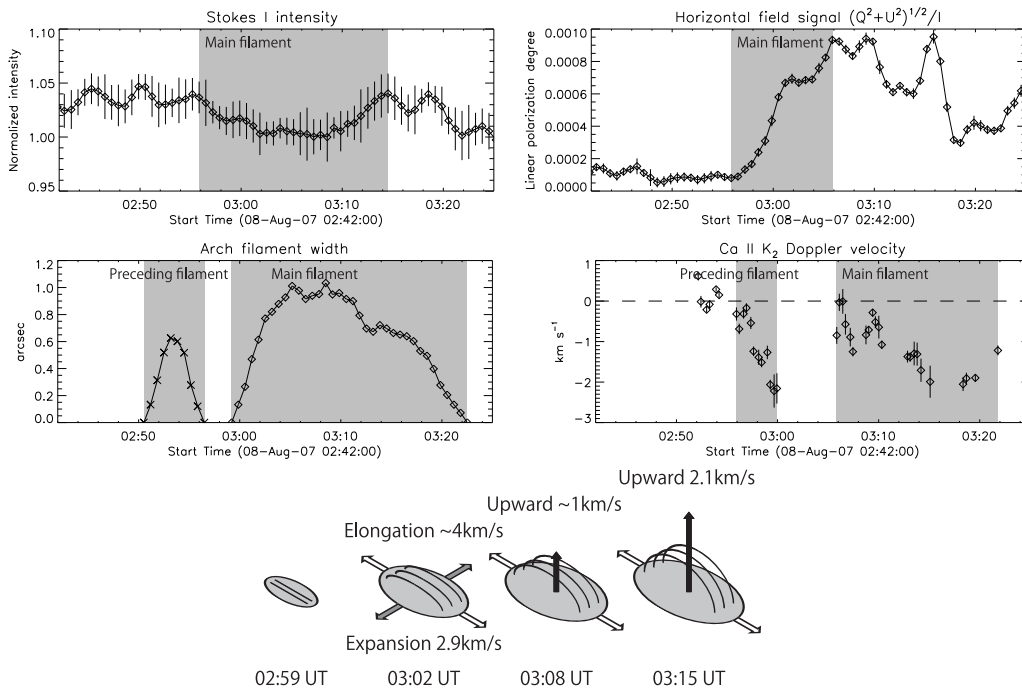 Stokes I intensity
Main filament
1.10
1.05
1.00
0.95
Normalized intensity
02:50 03:00 03:10 03:20
Start Time (08-Aug-07 02:42:00)
Horizontal field signal (Q²+U²)¹/²/I
Main filament
0.0010
0.0008
0.0006
0.0004
0.0002
0.0000
Linear polarization degree
03:00 03:10 03:20
Start Time (08-Aug-07 02:42:00)
Arch filament width
Preceding filament Main filament
1.2
1.0
0.8
0.6
0.4
0.2
0.0
arcsec
02:50 03:00 03:10 03:20
Start Time (08-Aug-07 02:42:00)
Ca II K₂ Doppler velocity
Preceding filament Main filament
1
0
-1
-2
-3
km s⁻¹
02:50 03:00 03:10 03:20
Start Time (08-Aug-07 02:42:00)
Upward 2.1km/s
Upward ~1km/s
Elongation ~4km/s
Expansion 2.9km/s
02:59 UT 03:02 UT 03:08 UT 03:15 UT